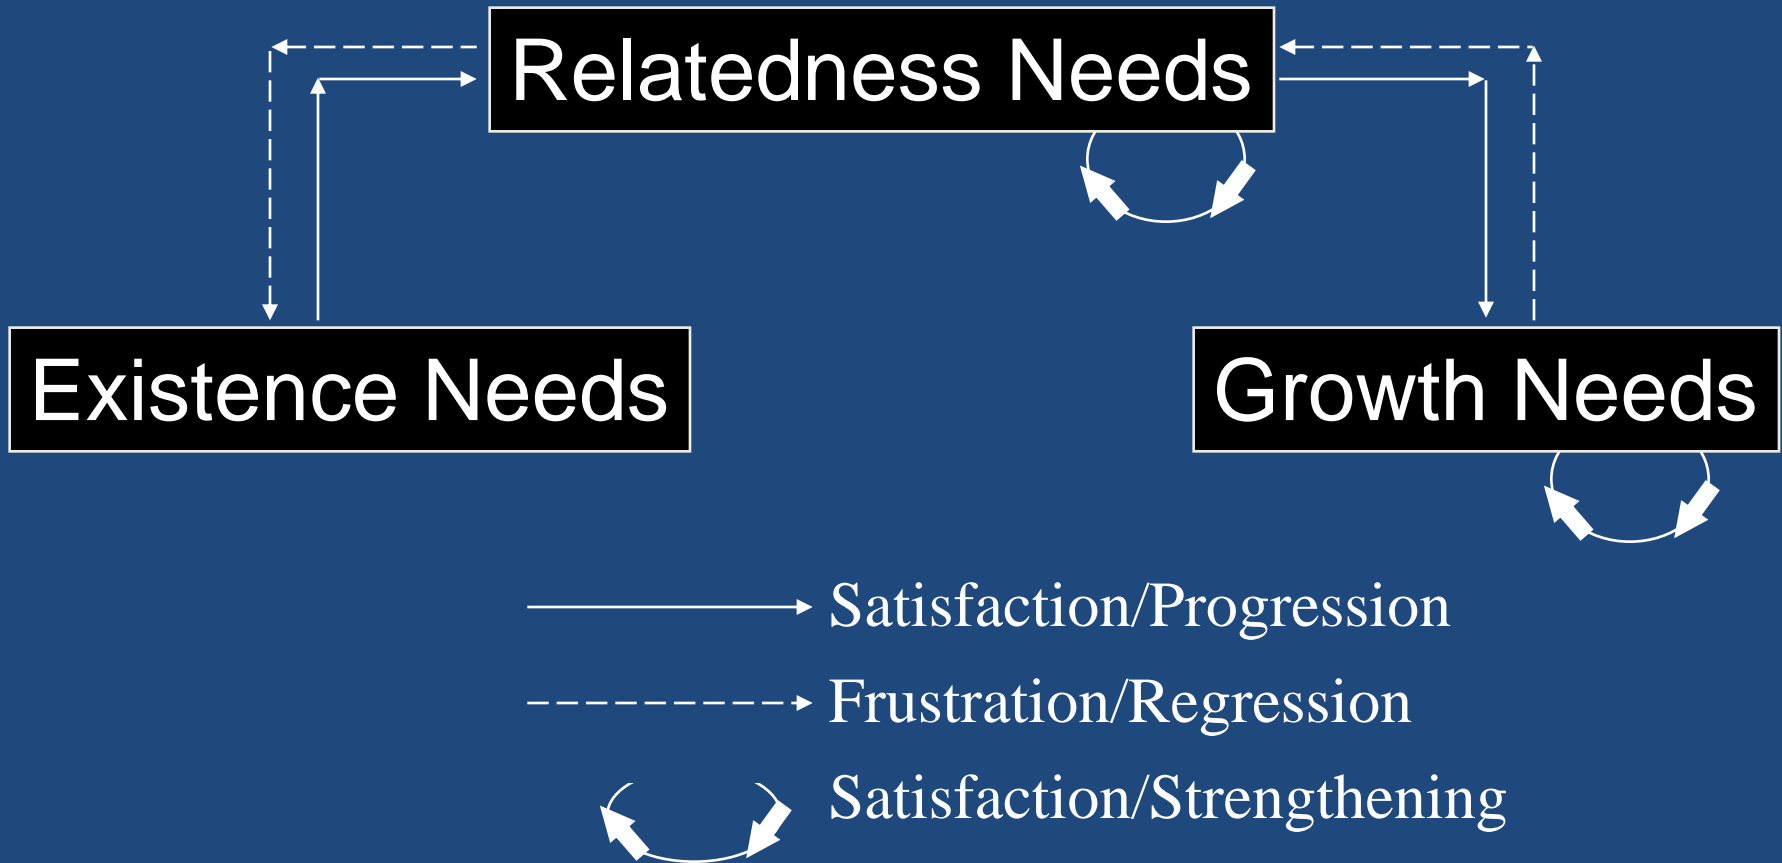 Relatedness Needs
Existence Needs
Growth Needs
Satisfaction/Progression
Frustration/Regression
Satisfaction/Strengthening